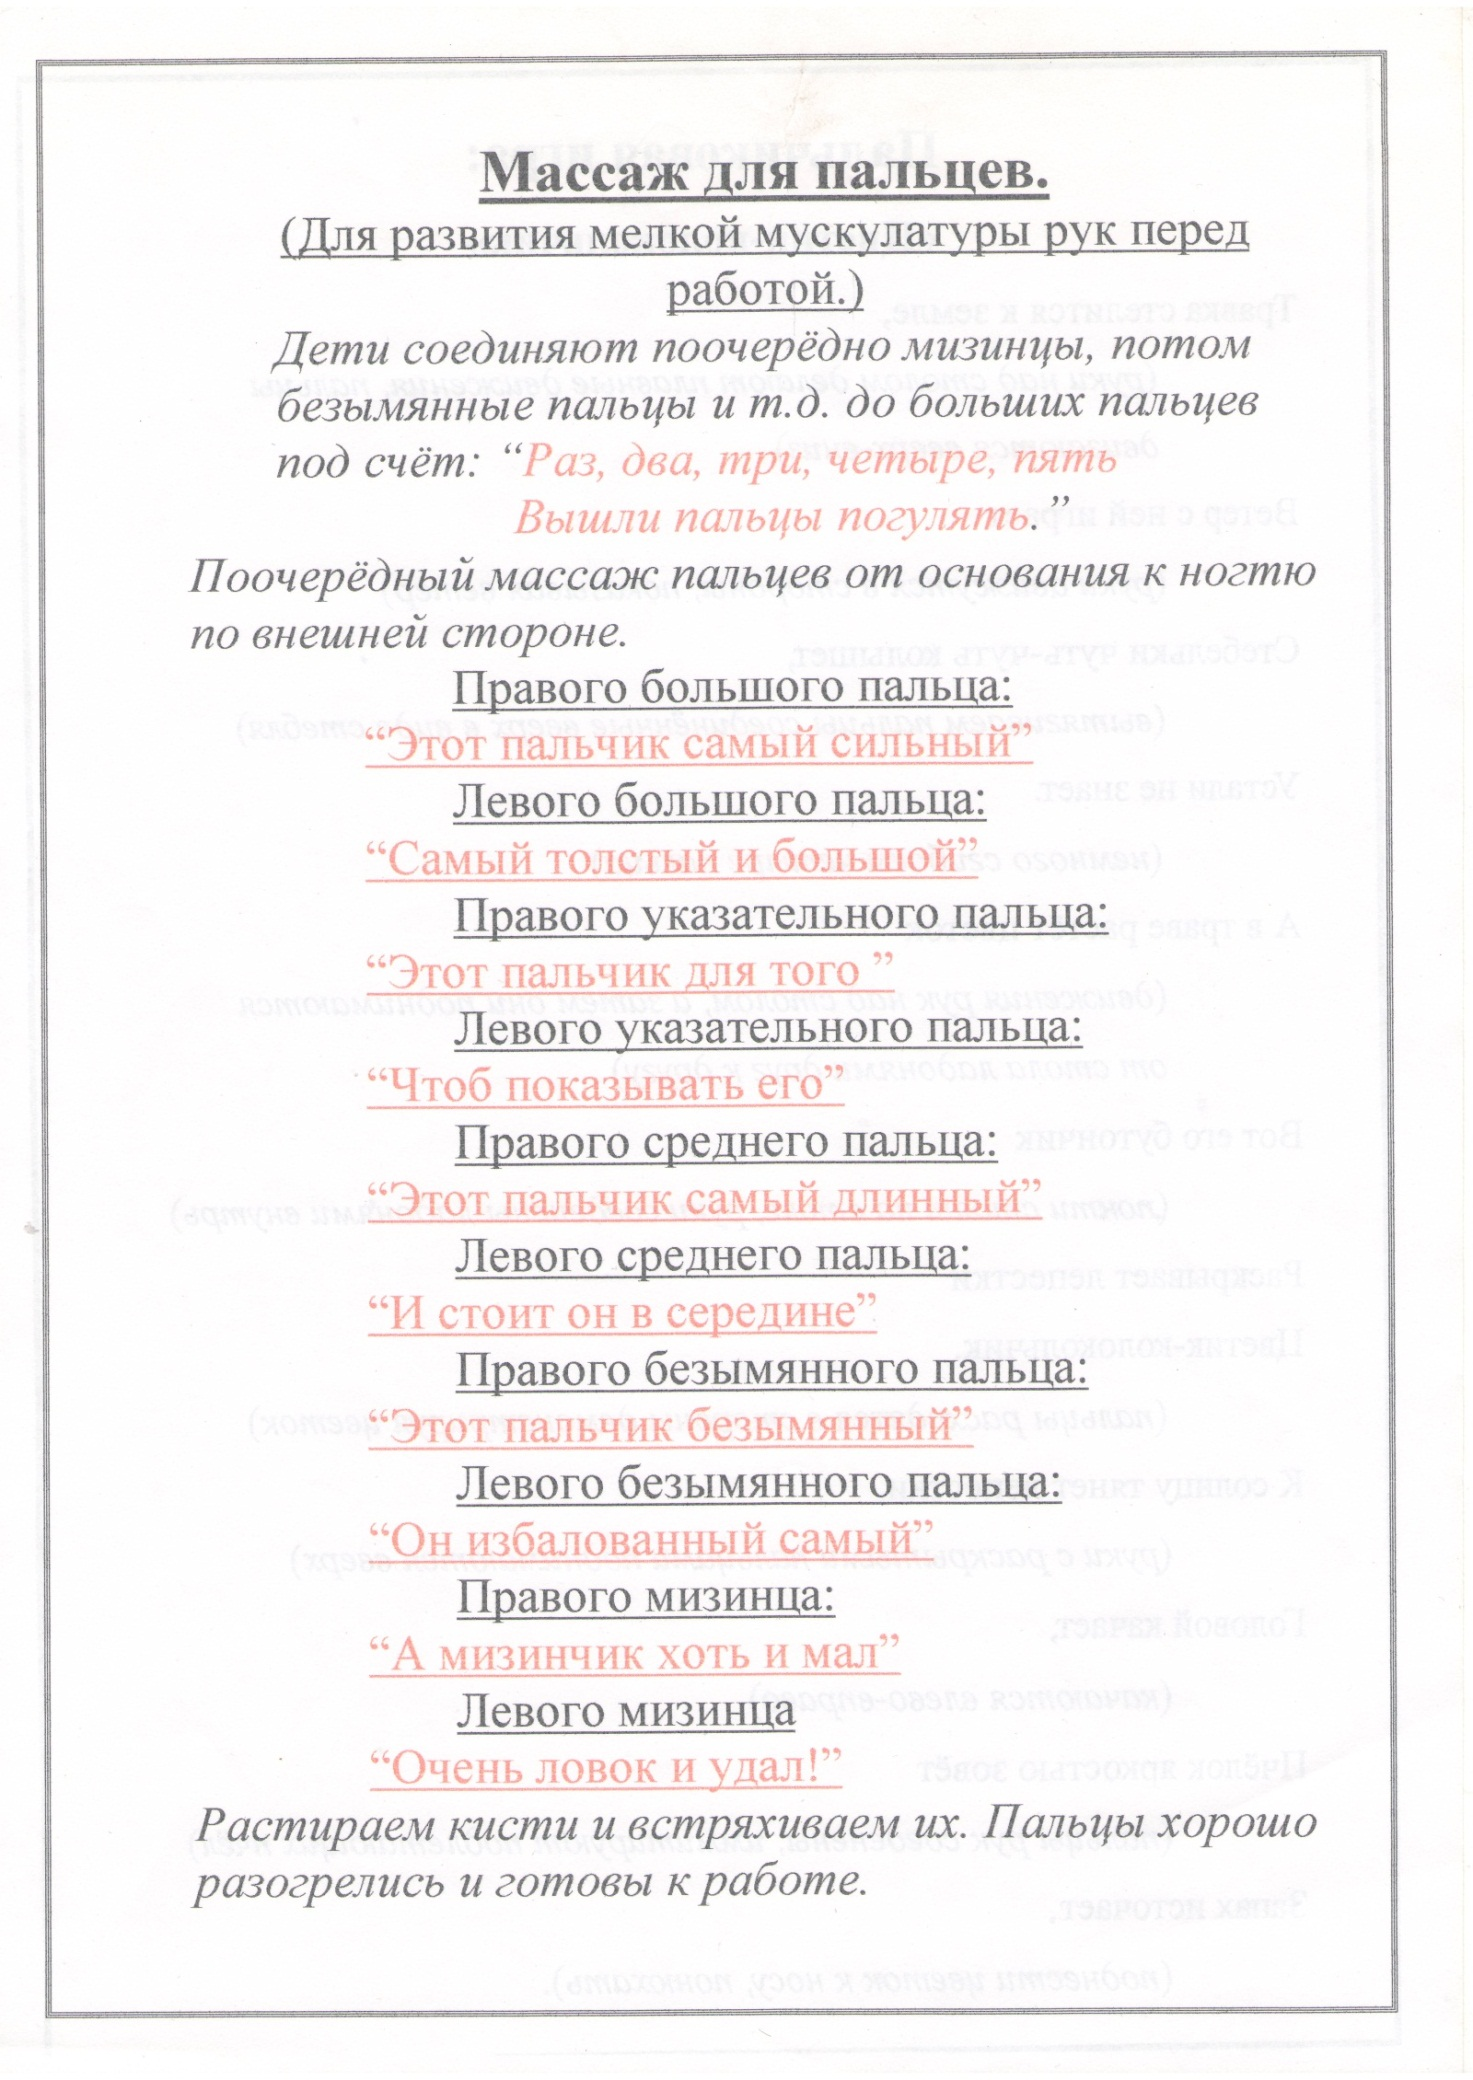 Массаж для пальцев.
(Для развития мелкой мускулатуры рук перед
работой.)
Дети соединяют поочерёдно мизинцы, потом
безымянные пальцы и т.д. до больших пальцев
под счёт: “Раз, два, три, четыре, пять
Вышли пальцы погулять.”
Поочерёдный массаж пальцев от основания к ногтю
по внешней стороне.
Правого большого пальца:
“Этот пальчик самый сильный”
Левого большого пальца:
“Самый толстый и большой”
Правого указательного пальца:
“Этот пальчик для того ”
Левого указательного пальца:
“Чтоб показывать его”
Правого среднего пальца:
“Этот пальчик самый длинный”
Левого среднего пальца:
“И стоит он в середине”
Правого безымянного пальца:
“Этот пальчик безымянный”
Левого безымянного пальца:
“Он избалованный самый”
Правого мизинца:
“А мизинчик хоть и мал”
Левого мизинца
“Очень ловок и удал!”
Растираем кисти и встряхиваем их. Пальцы хорошо
разогрелись и готовы к работе.